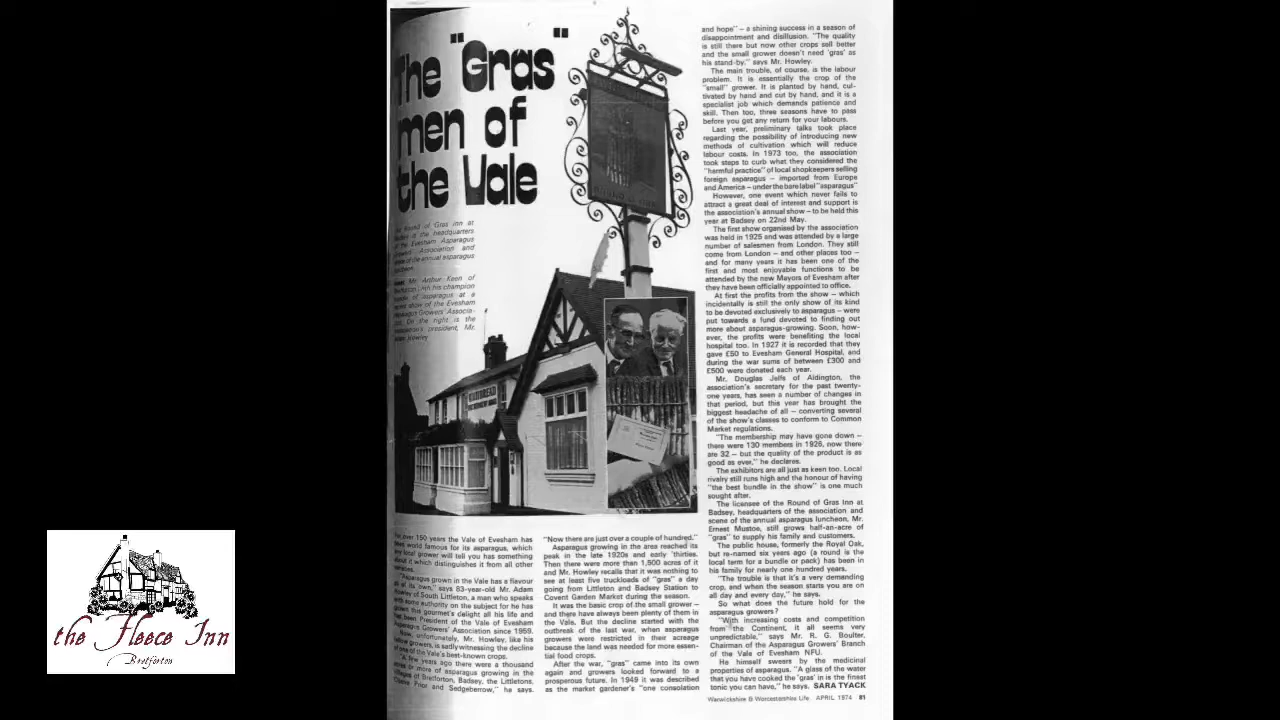 The "Gras"
men of
the Vale
Round of Gras Inn at
is the headquarters
the Evesham Asparagus
Association and
of the annual asparagus
Mr. Arthur Keen of
with his champion
of asparagus at a
show of the Evesham
Asparagus Growers' Associa-
On the right is the
president, Mr.
Howley
over 150 years the Vale of Evesham has
been world famous for its asparagus, which
any local grower will tell you has something
about it which distinguishes it from all other
varieties.
"Asparagus grown in the Vale has a flavour
all of its own," says 83-year-old Mr. Adam
Howley of South Littleton, a man who speaks
with some authority on the subject for he has
grown this gourmet's delight all his life and
has been President of the Vale of Evesham
Asparagus Growers' Association since 1959.
Now, unfortunately, Mr. Howley, like his
fellow growers, is sadly witnessing the decline
of one of the Vale's best-known crops.
"A few years ago there were a thousand
acres or more of asparagus growing in the
villages of Bretforton, Badsey, the Littletons,
Cleeve Prior and Sedgeberrow," he says.
"Now there are just over a couple of hundred."
Asparagus growing in the area reached its
peak in the late 1920s and early 'thirties.
Then there were more than 1,500 acres of it
and Mr. Howley recalls that it was nothing to
see at least five truckloads of "gras" a day
going from Littleton and Badsey Station to
Covent Garden Market during the season.
It was the basic crop of the small grower –
and there have always been plenty of them in
the Vale. But the decline started with the
outbreak of the last war, when asparagus
growers were restricted in their acreage
because the land was needed for more essen-
tial food crops.
After the war, "gras" came into its own
again and growers looked forward to a
prosperous future. In 1949 it was described
as the market gardener's "one consolation
and hope" – a shining success in a season of
disappointment and disillusion. "The quality
is still there but now other crops sell better
and the small grower doesn't need 'gras' as
his stand-by," says Mr. Howley.
The main trouble, of course, is the labour
problem. It is essentially the crop of the
"small" grower. It is planted by hand, cul-
tivated by hand and cut by hand, and it is a
specialist job which demands patience and
skill. Then too, three seasons have to pass
before you get any return for your labours.
Last year, preliminary talks took place
regarding the possibility of introducing new
methods of cultivation which will reduce
labour costs. In 1973 too, the association
took steps to curb what they considered the
"harmful practice" of local shopkeepers selling
foreign asparagus – imported from Europe
and America – under the bare label "asparagus"
However, one event which never fails to
attract a great deal of interest and support is
the association's annual show – to be held this
year at Badsey on 22nd May.
The first show organised by the association
was held in 1925 and was attended by a large
number of salesmen from London. They still
come from London – and other places too –
and for many years it has been one of the
first and most enjoyable functions to be
attended by the new Mayors of Evesham after
they have been officially appointed to office.
At first the profits from the show – which
incidentally is still the only show of its kind
to be devoted exclusively to asparagus – were
put towards a fund devoted to finding out
more about asparagus-growing. Soon, how-
ever, the profits were benefiting the local
hospital too. In 1927 it is recorded that they
gave £50 to Evesham General Hospital, and
during the war sums of between £300 and
£500 were donated each year.
Mr. Douglas Jelfs of Aldington, the
association's secretary for the past twenty-
one years, has seen a number of changes in
that period, but this year has brought the
biggest headache of all – converting several
of the show's classes to conform to Common
Market regulations.
"The membership may have gone down –
there were 130 members in 1926, now there
are 32 – but the quality of the product is as
good as ever," he declares.
The exhibitors are all just as keen too. Local
rivalry still runs high and the honour of having
"the best bundle in the show" is one much
sought after.
The licensee of the Round of Gras Inn at
Badsey, headquarters of the association and
scene of the annual asparagus luncheon, Mr.
Ernest Mustoe, still grows half-an-acre of
"gras" to supply his family and customers.
The public house, formerly the Royal Oak,
but re-named six years ago (a round is the
local term for a bundle or pack) has been in
his family for nearly one hundred years.
"The trouble is that it's a very demanding
crop, and when the season starts you are on
all day and every day," he says.
So what does the future hold for the
asparagus growers?
"With increasing costs and competition
from the Continent, it all seems very
unpredictable," says Mr. R. G. Boulter,
Chairman of the Asparagus Growers' Branch
of the Vale of Evesham NFU.
He himself swears by the medicinal
properties of asparagus. "A glass of the water
that you have cooked the 'gras' in is the finest
tonic you can have," he says. SARA TYACK
Warwickshire & Worcestershire Life, APRIL 1974 81
WHITBREAD
the Fleece Inn
Bretforton